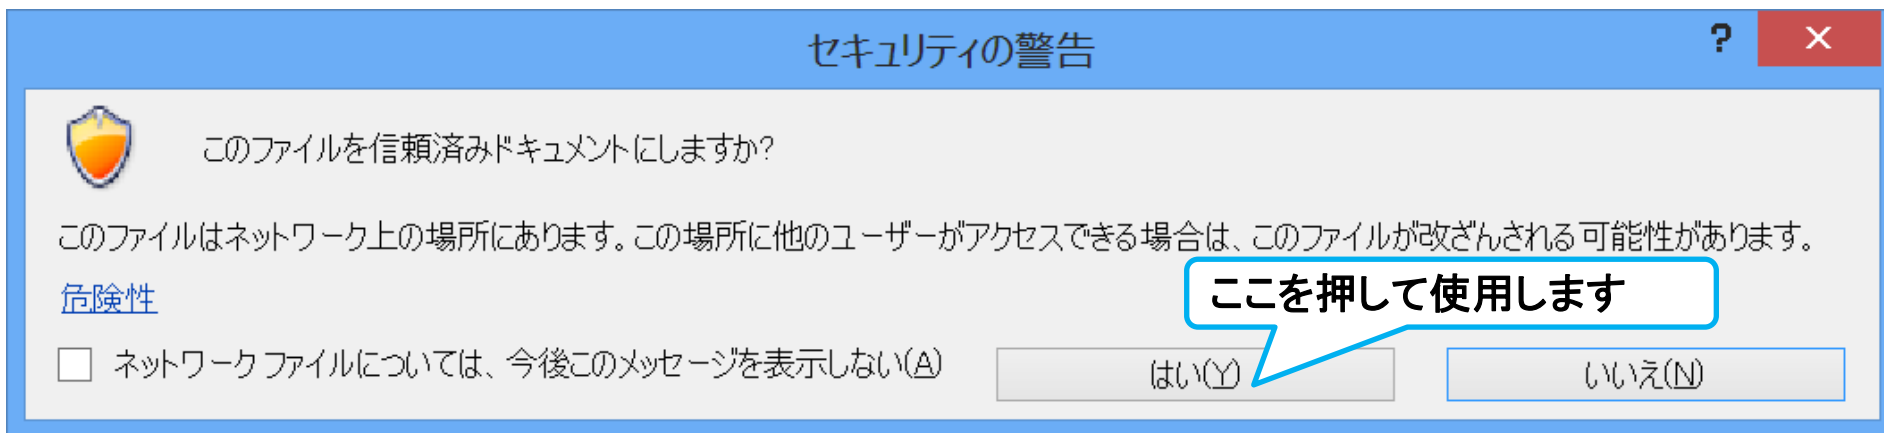 セキュリティの警告
?
このファイルを信頼済みドキュメントにしますか?
このファイルはネットワーク上の場所にあります。この場所に他のユーザーがアクセスできる場合は、このファイルが改ざんされる可能性があります。
危険性
ここを押して使用します
ネットワーク ファイルについては、今後このメッセージを表示しない(A)
はい(Y)
いいえ(N)